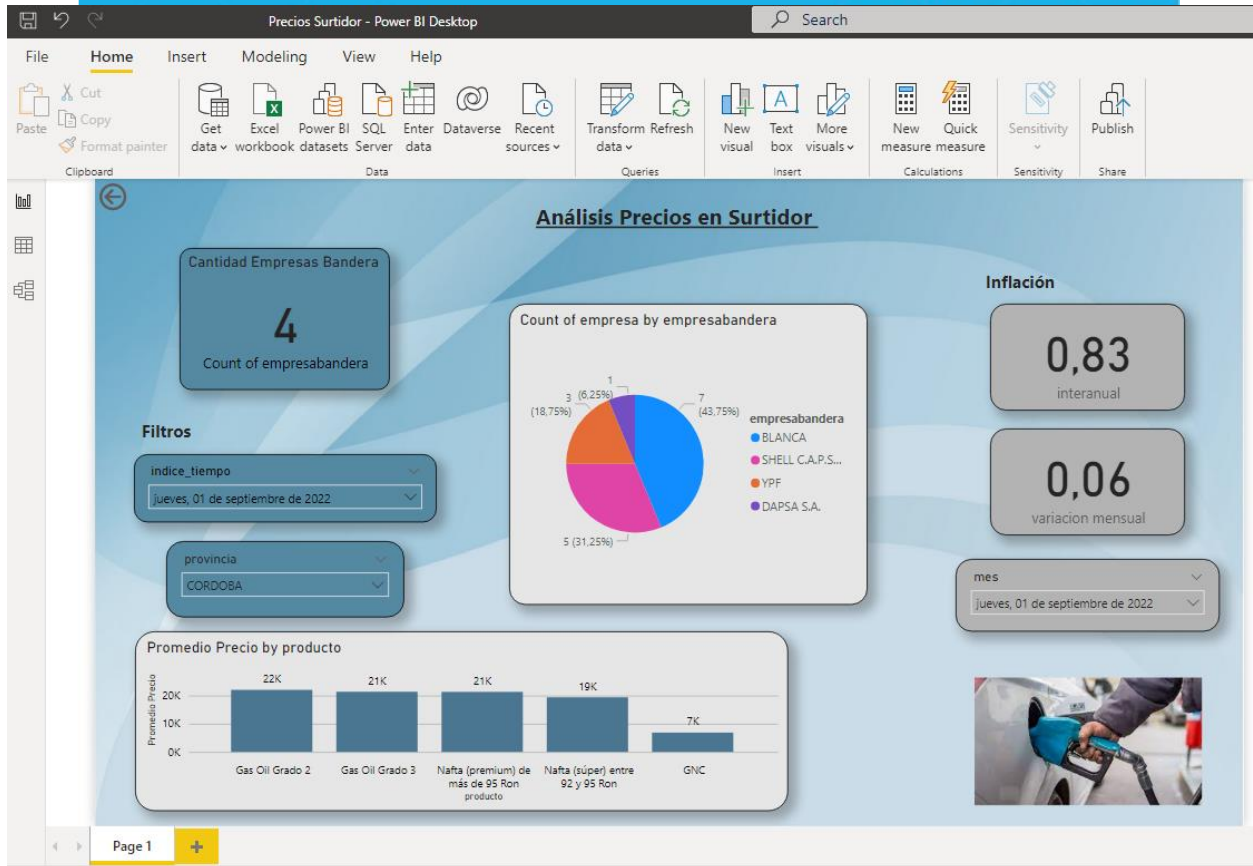 Precios Surtidor - Power BI Desktop
Search
File Home Insert Modeling View Help
Paste
Cut
Copy
Format painter
Clipboard
Get data
Excel workbook
Power BI datasets
SQL Server
Enter data
Dataverse
Recent sources
Data
Transform data
Refresh
Queries
New visual
Text box
More visuals
Insert
New measure
Quick measure
Calculations
Sensitivity
Sensitivity
Publish
Share
Análisis Precios en Surtidor
Cantidad Empresas Bandera
4
Count of empresabandera
Filtros
indice_tiempo
jueves, 01 de septiembre de 2022
provincia
CORDOBA
Count of empresa by empresabandera
1
(6,25%)
3
(18,75%)
7
(43,75%)
5 (31,25%)
empresabandera
BLANCA
SHELL C.A.P.S...
YPF
DAPSA S.A.
Inflación
0,83
interanual
0,06
variacion mensual
mes
jueves, 01 de septiembre de 2022
Promedio Precio by producto
Promedio Precio
20K
10K
0K
22K
21K
21K
19K
7K
Gas Oil Grado 2
Gas Oil Grado 3
Nafta (premium) de
más de 95 Ron
Nafta (súper) entre
92 y 95 Ron
GNC
producto
Page 1